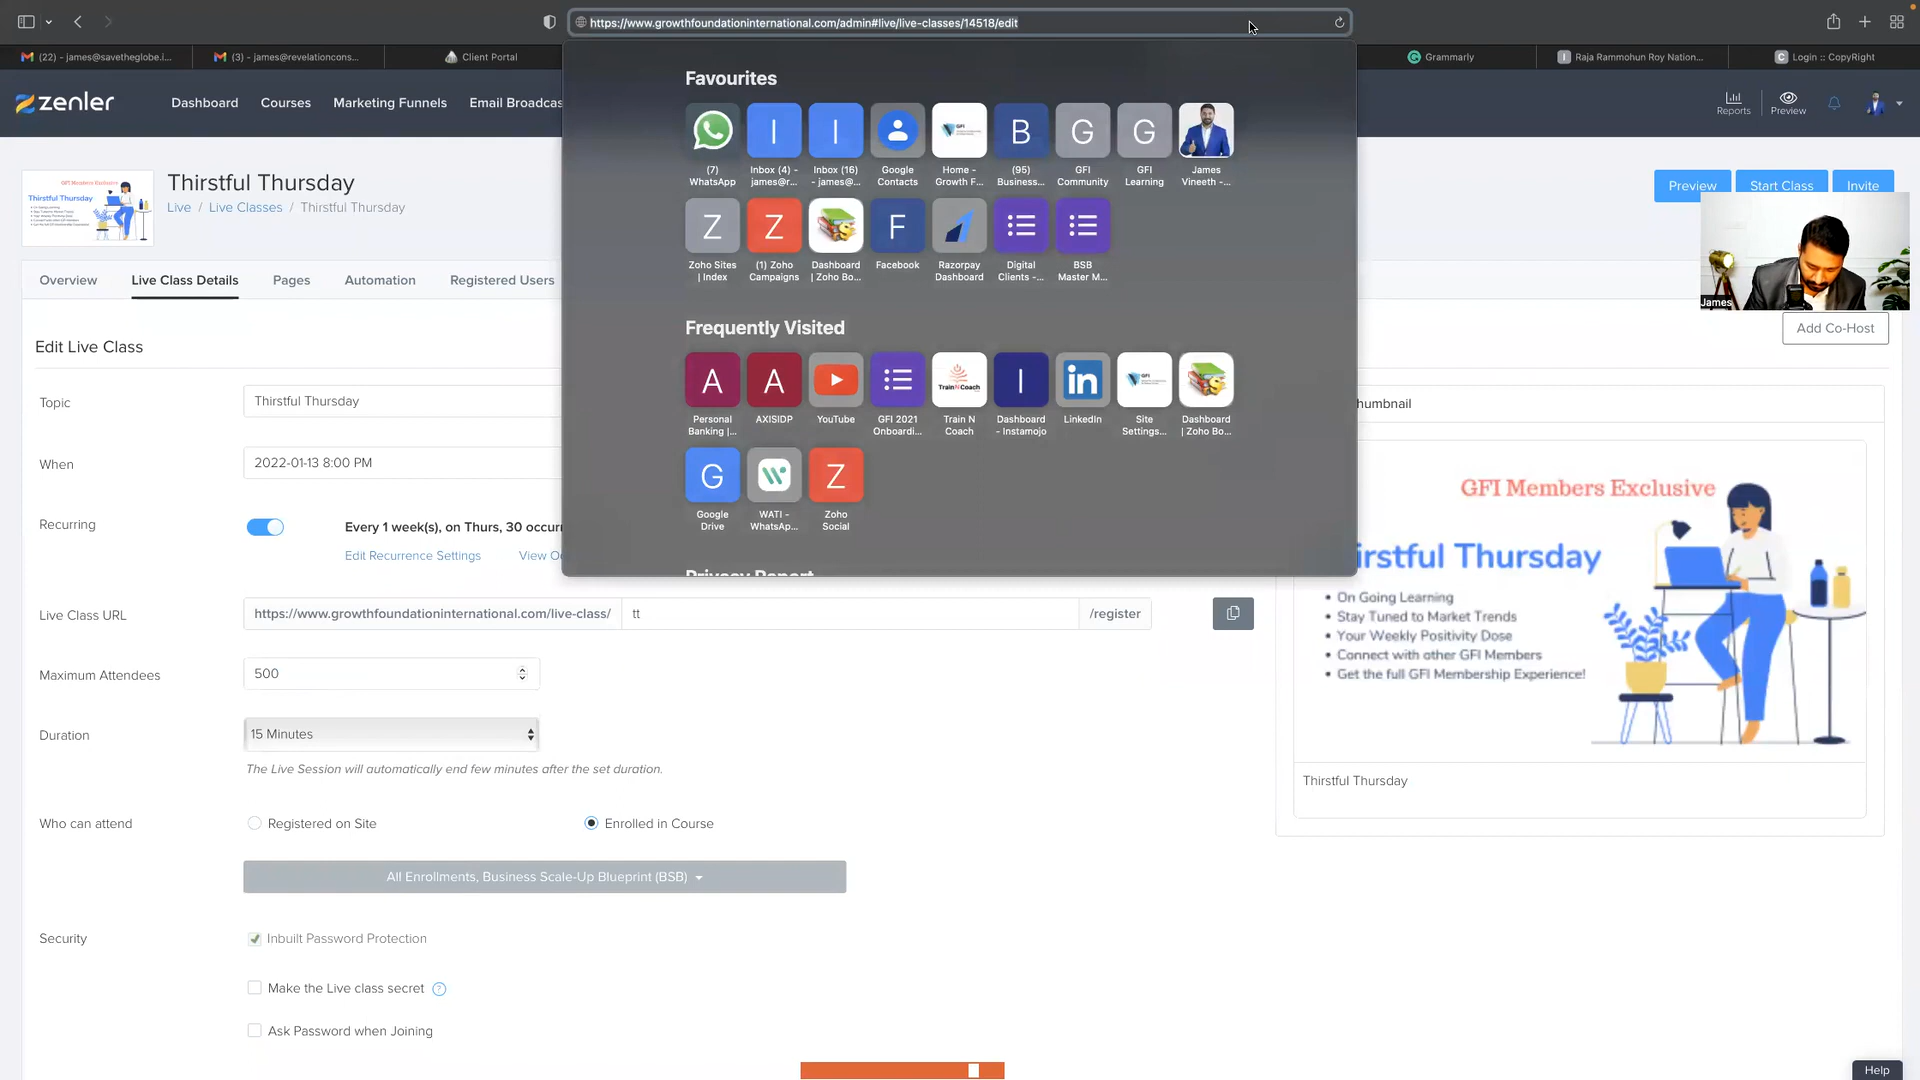 https://www.growthfoundationinternational.com/admin#live/live-classes/14518/edit
(22) - james@savetheglobe.i...
(3) - james@revelationcons...
Client Portal
Grammarly
Raja Rammohun Roy Nation...
Login :: CopyRight
zenler
Dashboard
Courses
Marketing Funnels
Email Broadcas
Reports
Preview
Favourites
(7) WhatsApp
Inbox (4) - james@r...
Inbox (16) - james@...
Google Contacts
Home - Growth F...
(95) Business...
GFI Community
GFI Learning
James Vineeth -...
Zoho Sites | Index
(1) Zoho Campaigns
Dashboard | Zoho Bo...
Facebook
Razorpay Dashboard
Digital Clients -...
BSB Master M...
Frequently Visited
Personal Banking |...
AXISIDP
YouTube
GFI 2021 Onboardi...
Train N Coach
Dashboard - Instamojo
LinkedIn
Site Settings...
Dashboard | Zoho Bo...
Google Drive
WATI - WhatsAp...
Zoho Social
Privacy Report
Thirstful Thursday
Live / Live Classes / Thirstful Thursday
Preview
Start Class
Invite
James
Overview
Live Class Details
Pages
Automation
Registered Users
Add Co-Host
Edit Live Class
Topic
Thirstful Thursday
When
2022-01-13 8:00 PM
Recurring
Every 1 week(s), on Thurs, 30 occurr
Edit Recurrence Settings
View Oc
Live Class URL
https://www.growthfoundationinternational.com/live-class/
tt
/register
Maximum Attendees
500
Duration
15 Minutes
The Live Session will automatically end few minutes after the set duration.
Who can attend
Registered on Site
Enrolled in Course
All Enrollments, Business Scale-Up Blueprint (BSB)
Security
Inbuilt Password Protection
Make the Live class secret
Ask Password when Joining
humbnail
GFI Members Exclusive
irstful Thursday
On Going Learning
Stay Tuned to Market Trends
Your Weekly Positivity Dose
Connect with other GFI Members
Get the full GFI Membership Experience!
Thirstful Thursday
Help